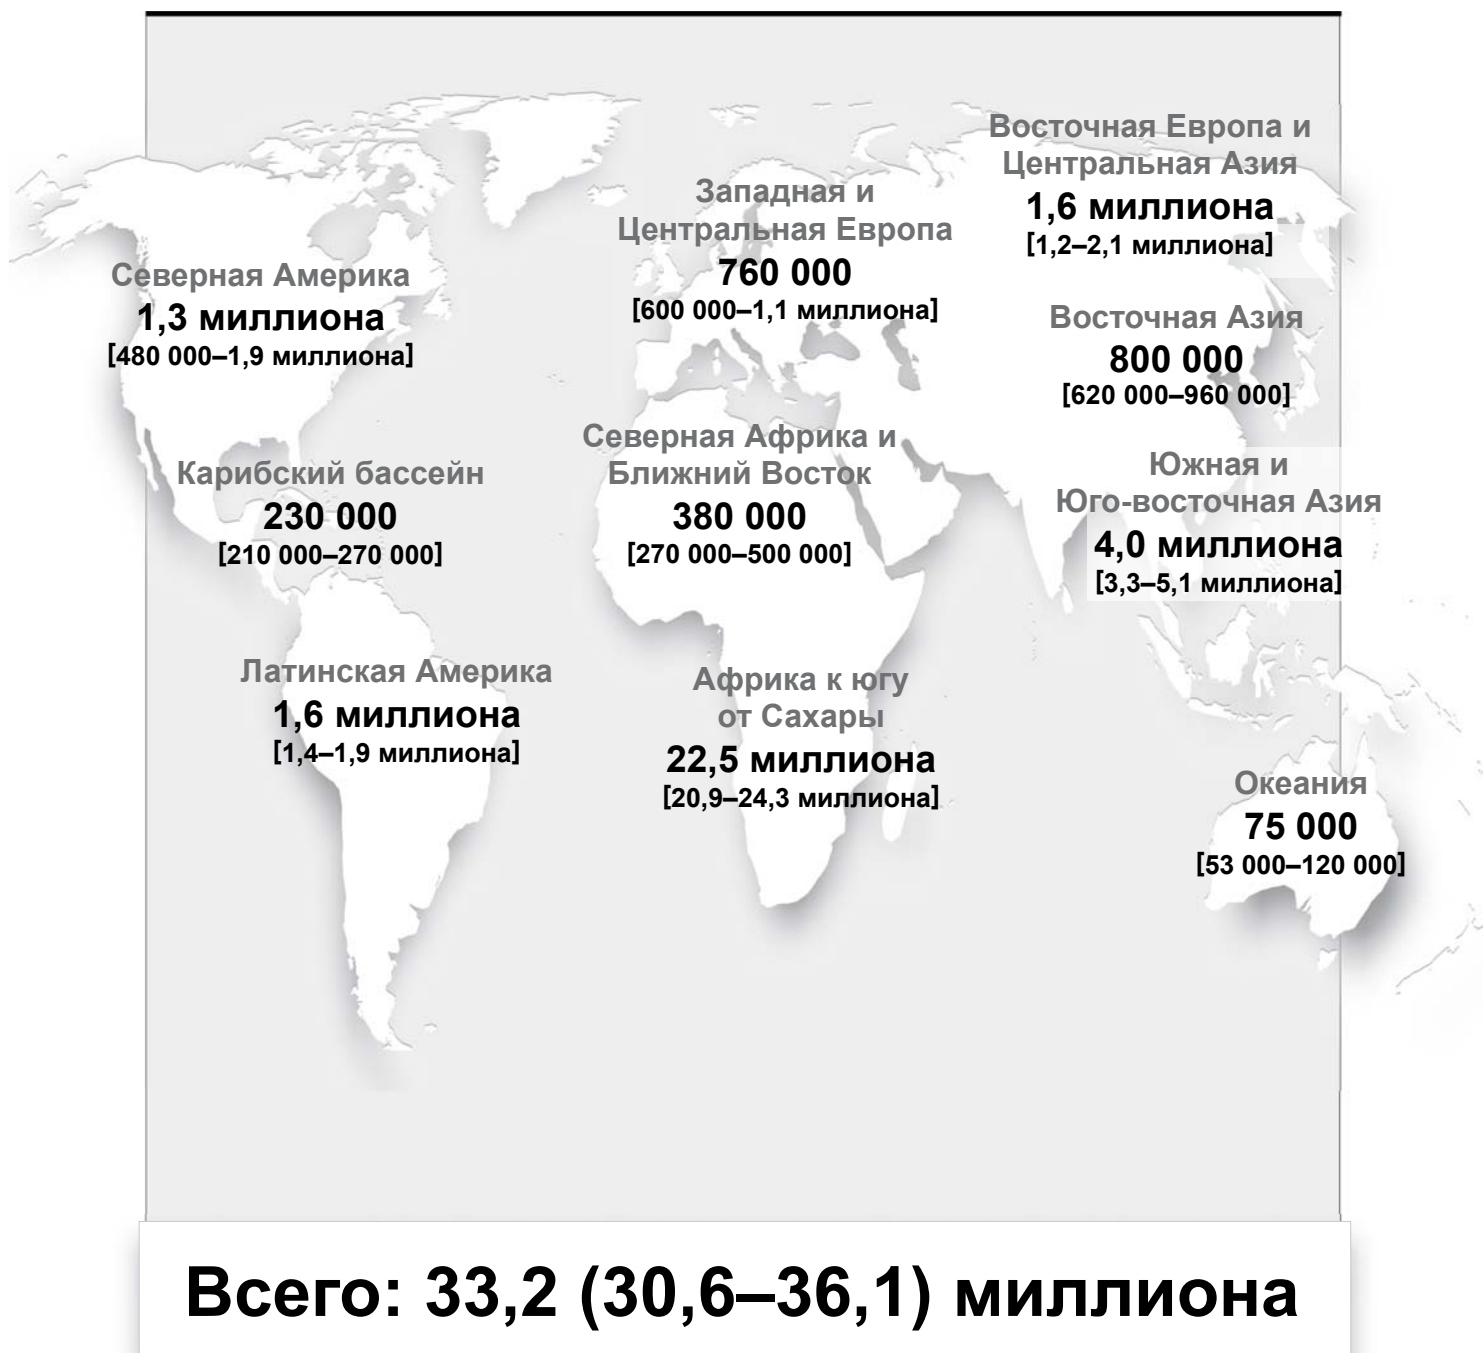 Восточная Европа и
Центральная Азия
1,6 миллиона
[1,2–2,1 миллиона]
Западная и
Центральная Европа
760 000
[600 000–1,1 миллиона]
Северная Америка
1,3 миллиона
[480 000–1,9 миллиона]
Восточная Азия
800 000
[620 000–960 000]
Северная Африка и
Ближний Восток
380 000
[270 000–500 000]
Карибский бассейн
230 000
[210 000–270 000]
Южная и
Юго-восточная Азия
4,0 миллиона
[3,3–5,1 миллиона]
Латинская Америка
1,6 миллиона
[1,4–1,9 миллиона]
Африка к югу
от Сахары
22,5 миллиона
[20,9–24,3 миллиона]
Океания
75 000
[53 000–120 000]
Всего: 33,2 (30,6–36,1) миллиона